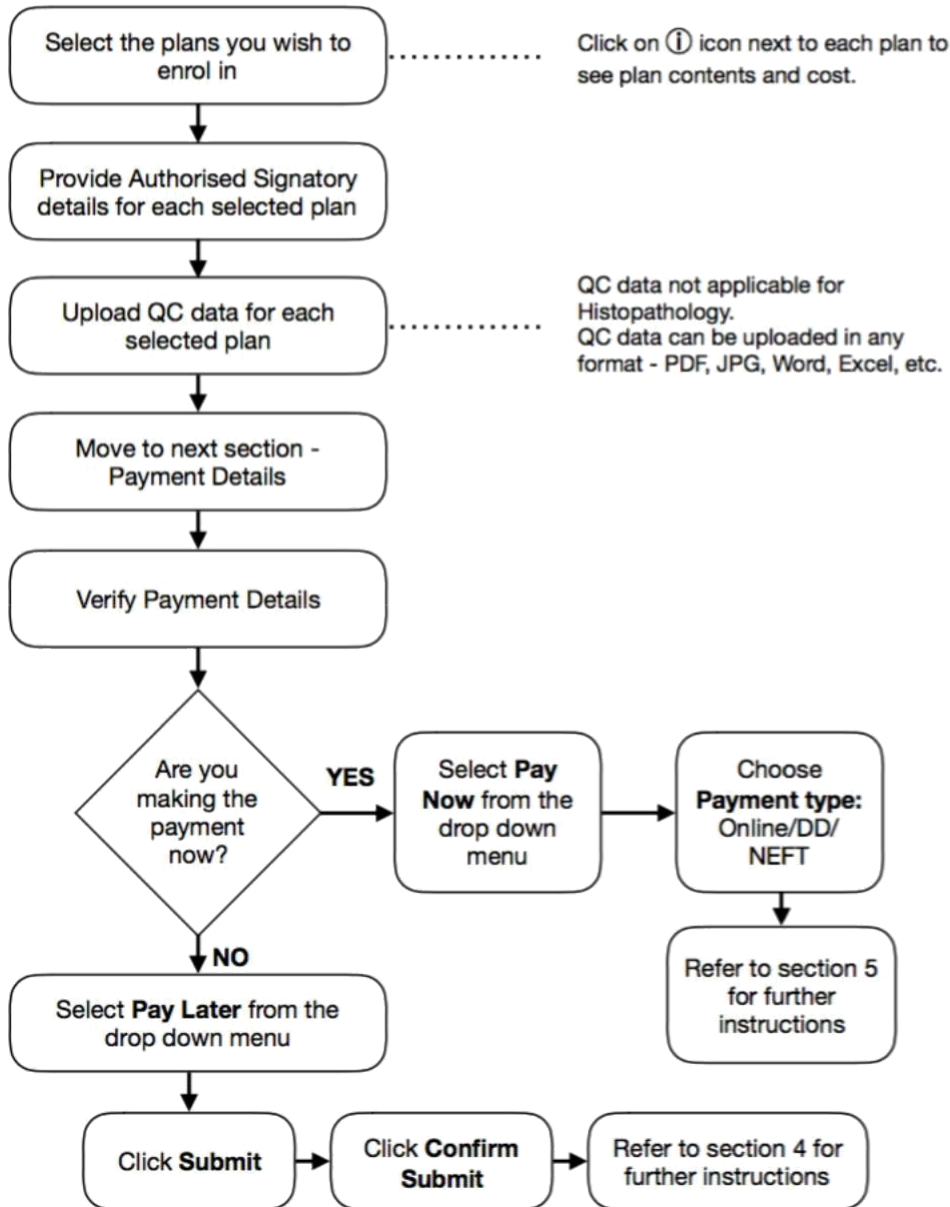 Select the plans you wish to
enrol in
Click on ⓘ icon next to each plan to
see plan contents and cost.
Provide Authorised Signatory
details for each selected plan
Upload QC data for each
selected plan
QC data not applicable for
Histopathology.
QC data can be uploaded in any
format - PDF, JPG, Word, Excel, etc.
Move to next section -
Payment Details
Verify Payment Details
Are you
making the
payment
now?
YES
Select Pay
Now from the
drop down
menu
Choose
Payment type:
Online/DD/
NEFT
Refer to section 5
for further
instructions
NO
Select Pay Later from the
drop down menu
Click Submit
Click Confirm
Submit
Refer to section 4 for
further instructions